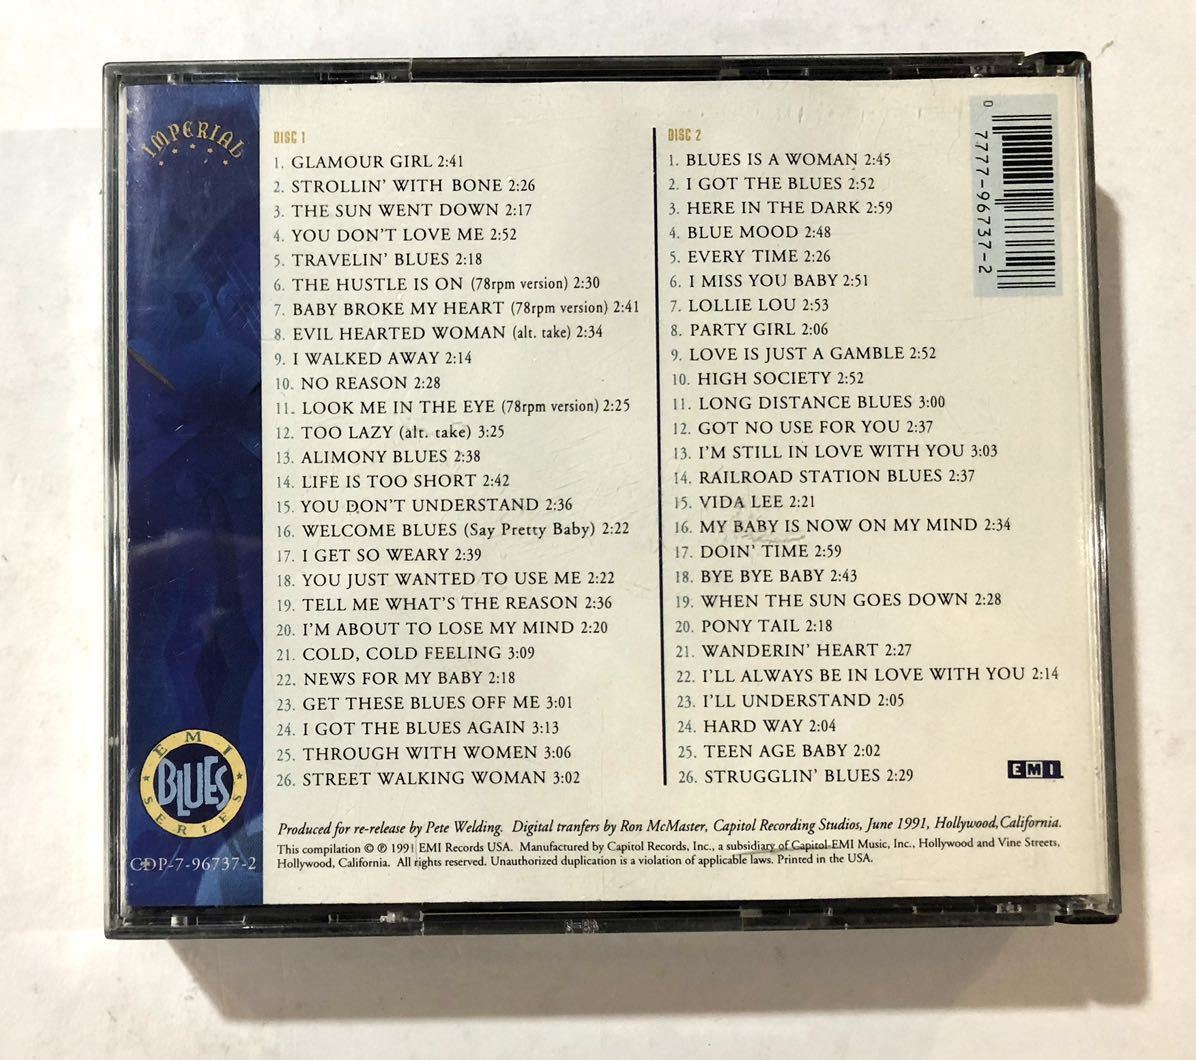 IMPERIAL
DISC 1
1. GLAMOUR GIRL 2:41
2. STROLLIN' WITH BONE 2:26
3. THE SUN WENT DOWN 2:17
4. YOU DON'T LOVE ME 2:52
5. TRAVELIN' BLUES 2:18
6. THE HUSTLE IS ON (78rpm version) 2:30
7. BABY BROKE MY HEART (78rpm version) 2:41
8. EVIL HEARTED WOMAN (alt. take) 2:34
9. I WALKED AWAY 2:14
10. NO REASON 2:28
11. LOOK ME IN THE EYE (78rpm version) 2:25
12. TOO LAZY (alt. take) 3:25
13. ALIMONY BLUES 2:38
14. LIFE IS TOO SHORT 2:42
15. YOU DON'T UNDERSTAND 2:36
16. WELCOME BLUES (Say Pretty Baby) 2:22
17. I GET SO WEARY 2:39
18. YOU JUST WANTED TO USE ME 2:22
19. TELL ME WHAT'S THE REASON 2:36
20. I'M ABOUT TO LOSE MY MIND 2:20
21. COLD, COLD FEELING 3:09
22. NEWS FOR MY BABY 2:18
23. GET THESE BLUES OFF ME 3:01
24. I GOT THE BLUES AGAIN 3:13
25. THROUGH WITH WOMEN 3:06
26. STREET WALKING WOMAN 3:02
DISC 2
1. BLUES IS A WOMAN 2:45
2. I GOT THE BLUES 2:52
3. HERE IN THE DARK 2:59
4. BLUE MOOD 2:48
5. EVERY TIME 2:26
6. I MISS YOU BABY 2:51
7. LOLLIE LOU 2:53
8. PARTY GIRL 2:06
9. LOVE IS JUST A GAMBLE 2:52
10. HIGH SOCIETY 2:52
11. LONG DISTANCE BLUES 3:00
12. GOT NO USE FOR YOU 2:37
13. I'M STILL IN LOVE WITH YOU 3:03
14. RAILROAD STATION BLUES 2:37
15. VIDA LEE 2:21
16. MY BABY IS NOW ON MY MIND 2:34
17. DOIN' TIME 2:59
18. BYE BYE BABY 2:43
19. WHEN THE SUN GOES DOWN 2:28
20. PONY TAIL 2:18
21. WANDERIN' HEART 2:27
22. I'LL ALWAYS BE IN LOVE WITH YOU 2:14
23. I'LL UNDERSTAND 2:05
24. HARD WAY 2:04
25. TEEN AGE BABY 2:02
26. STRUGGLIN' BLUES 2:29
0 7777-96737-2
EMI
EMI BLUES SERIES
CDP-7-96737-2
Produced for re-release by Pete Welding. Digital tranfers by Ron McMaster, Capitol Recording Studios, June 1991, Hollywood, California.
This compilation © ℗ 1991 EMI Records USA. Manufactured by Capitol Records, Inc., a subsidiary of Capitol-EMI Music, Inc., Hollywood and Vine Streets,
Hollywood, California. All rights reserved. Unauthorized duplication is a violation of applicable laws. Printed in the USA.